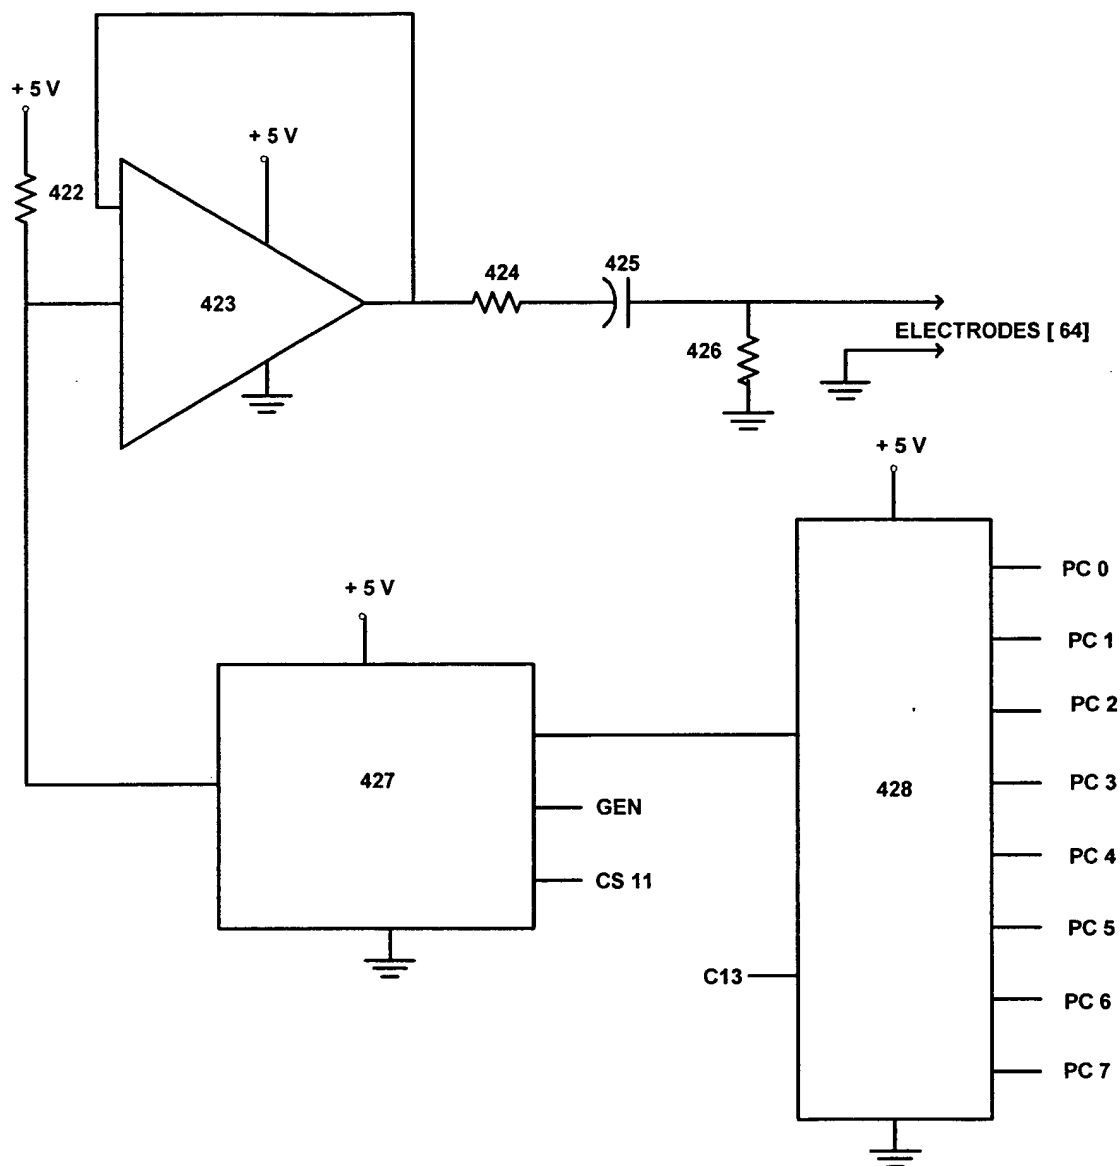 + 5 V
+ 5 V
422
425
424
423
ELECTRODES [ 64]
426
+ 5 V
PC 0
+ 5 V
PC 1
PC 2
427
PC 3
428
GEN
PC 4
CS 11
PC 5
C13
PC 6
PC 7